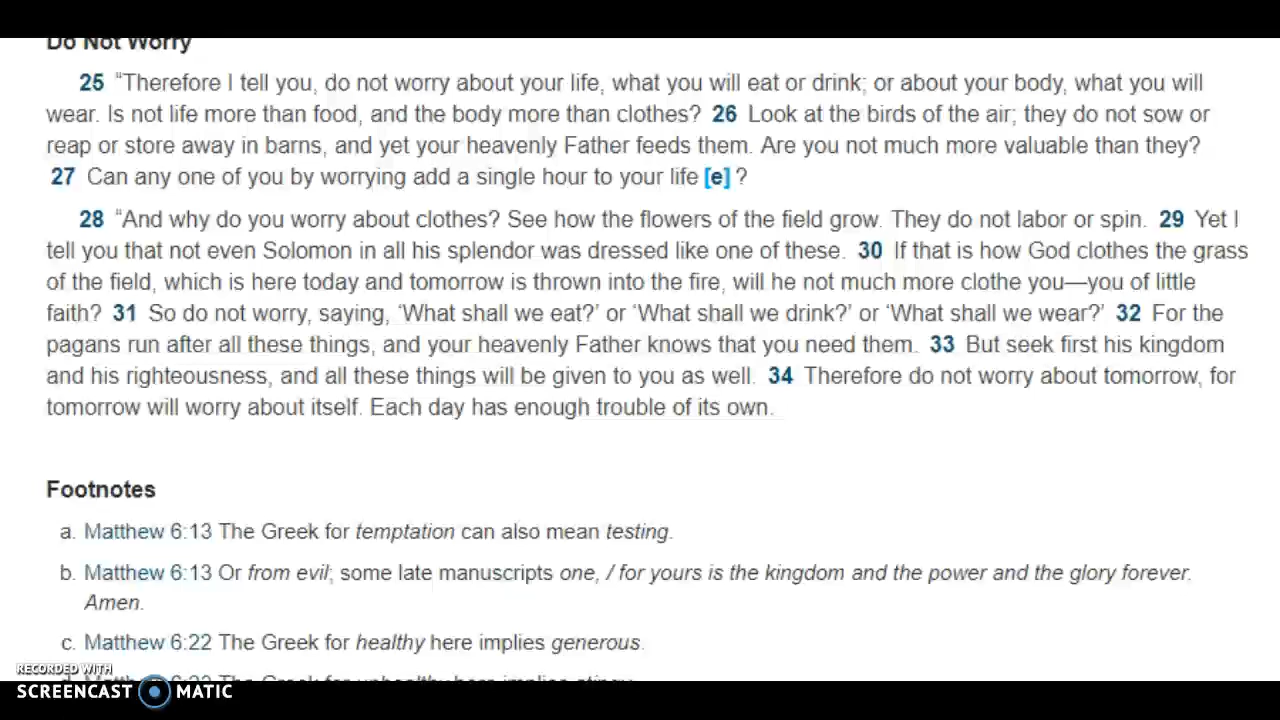 Do Not Worry
25 “Therefore I tell you, do not worry about your life, what you will eat or drink; or about your body, what you will
wear. Is not life more than food, and the body more than clothes? 26 Look at the birds of the air; they do not sow or
reap or store away in barns, and yet your heavenly Father feeds them. Are you not much more valuable than they?
27 Can any one of you by worrying add a single hour to your life [e] ?
28 “And why do you worry about clothes? See how the flowers of the field grow. They do not labor or spin. 29 Yet I
tell you that not even Solomon in all his splendor was dressed like one of these. 30 If that is how God clothes the grass
of the field, which is here today and tomorrow is thrown into the fire, will he not much more clothe you—you of little
faith? 31 So do not worry, saying, ‘What shall we eat?’ or ‘What shall we drink?’ or ‘What shall we wear?’ 32 For the
pagans run after all these things, and your heavenly Father knows that you need them. 33 But seek first his kingdom
and his righteousness, and all these things will be given to you as well. 34 Therefore do not worry about tomorrow, for
tomorrow will worry about itself. Each day has enough trouble of its own.
Footnotes
a. Matthew 6:13 The Greek for temptation can also mean testing.
b. Matthew 6:13 Or from evil; some late manuscripts one, / for yours is the kingdom and the power and the glory forever.
Amen.
c. Matthew 6:22 The Greek for healthy here implies generous.
d. Matthew 6:23 The Greek for unhealthy here implies stingy.
RECORDED WITH
SCREENCAST MATIC